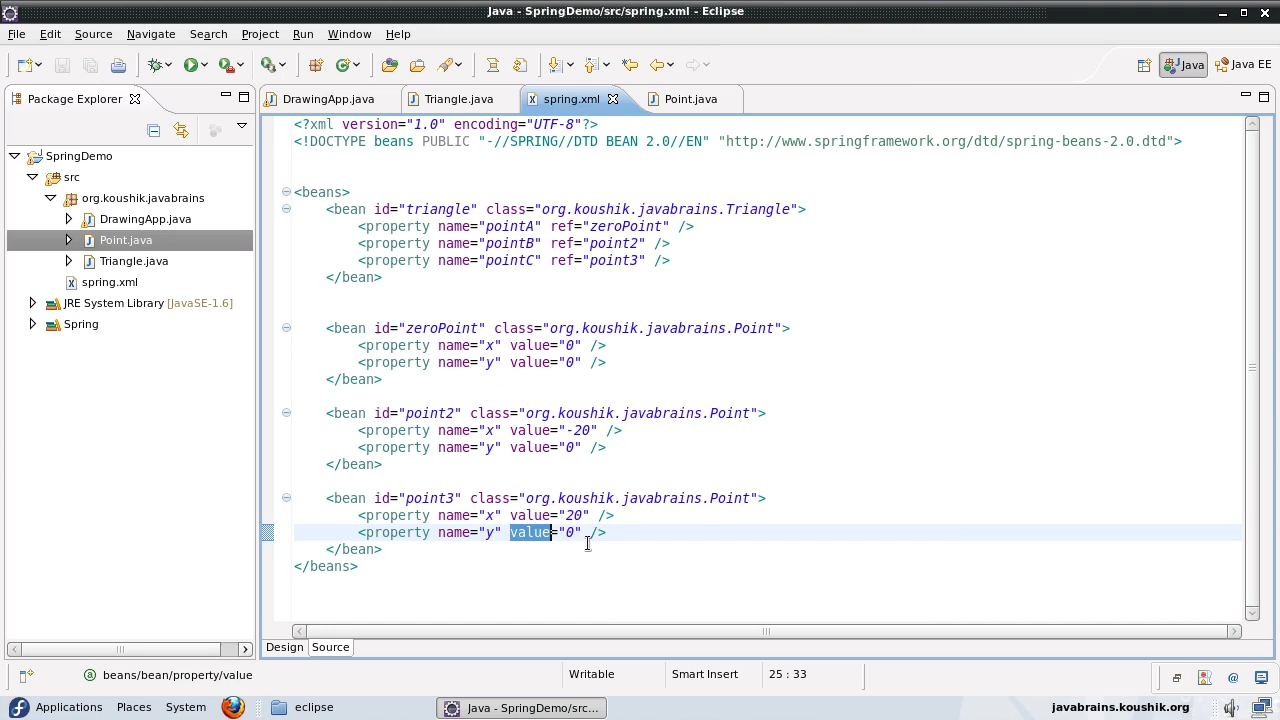 Java - SpringDemo/src/spring.xml - Eclipse
File Edit Source Navigate Search Project Run Window Help
Java Java EE
Package Explorer
DrawingApp.java Triangle.java spring.xml Point.java
SpringDemo
src
org.koushik.javabrains
DrawingApp.java
Point.java
Triangle.java
spring.xml
JRE System Library [JavaSE-1.6]
Spring
<?xml version="1.0" encoding="UTF-8"?>
<!DOCTYPE beans PUBLIC "-//SPRING//DTD BEAN 2.0//EN" "http://www.springframework.org/dtd/spring-beans-2.0.dtd">
<beans>
<bean id="triangle" class="org.koushik.javabrains.Triangle">
<property name="pointA" ref="zeroPoint" />
<property name="pointB" ref="point2" />
<property name="pointC" ref="point3" />
</bean>
<bean id="zeroPoint" class="org.koushik.javabrains.Point">
<property name="x" value="0" />
<property name="y" value="0" />
</bean>
<bean id="point2" class="org.koushik.javabrains.Point">
<property name="x" value="-20" />
<property name="y" value="0" />
</bean>
<bean id="point3" class="org.koushik.javabrains.Point">
<property name="x" value="20" />
<property name="y" value="0" />
</bean>
</beans>
Design Source
beans/bean/property/value Writable Smart Insert 25 : 33
Applications Places System eclipse Java - SpringDemo/src... javabrains.koushik.org